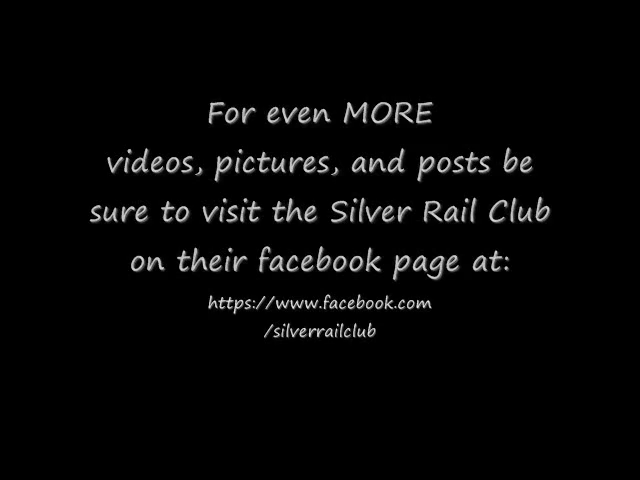 For even MORE
videos, pictures, and posts be
sure to visit the Silver Rail Club
on their facebook page at:
https://www.facebook.com
/silverrailclub